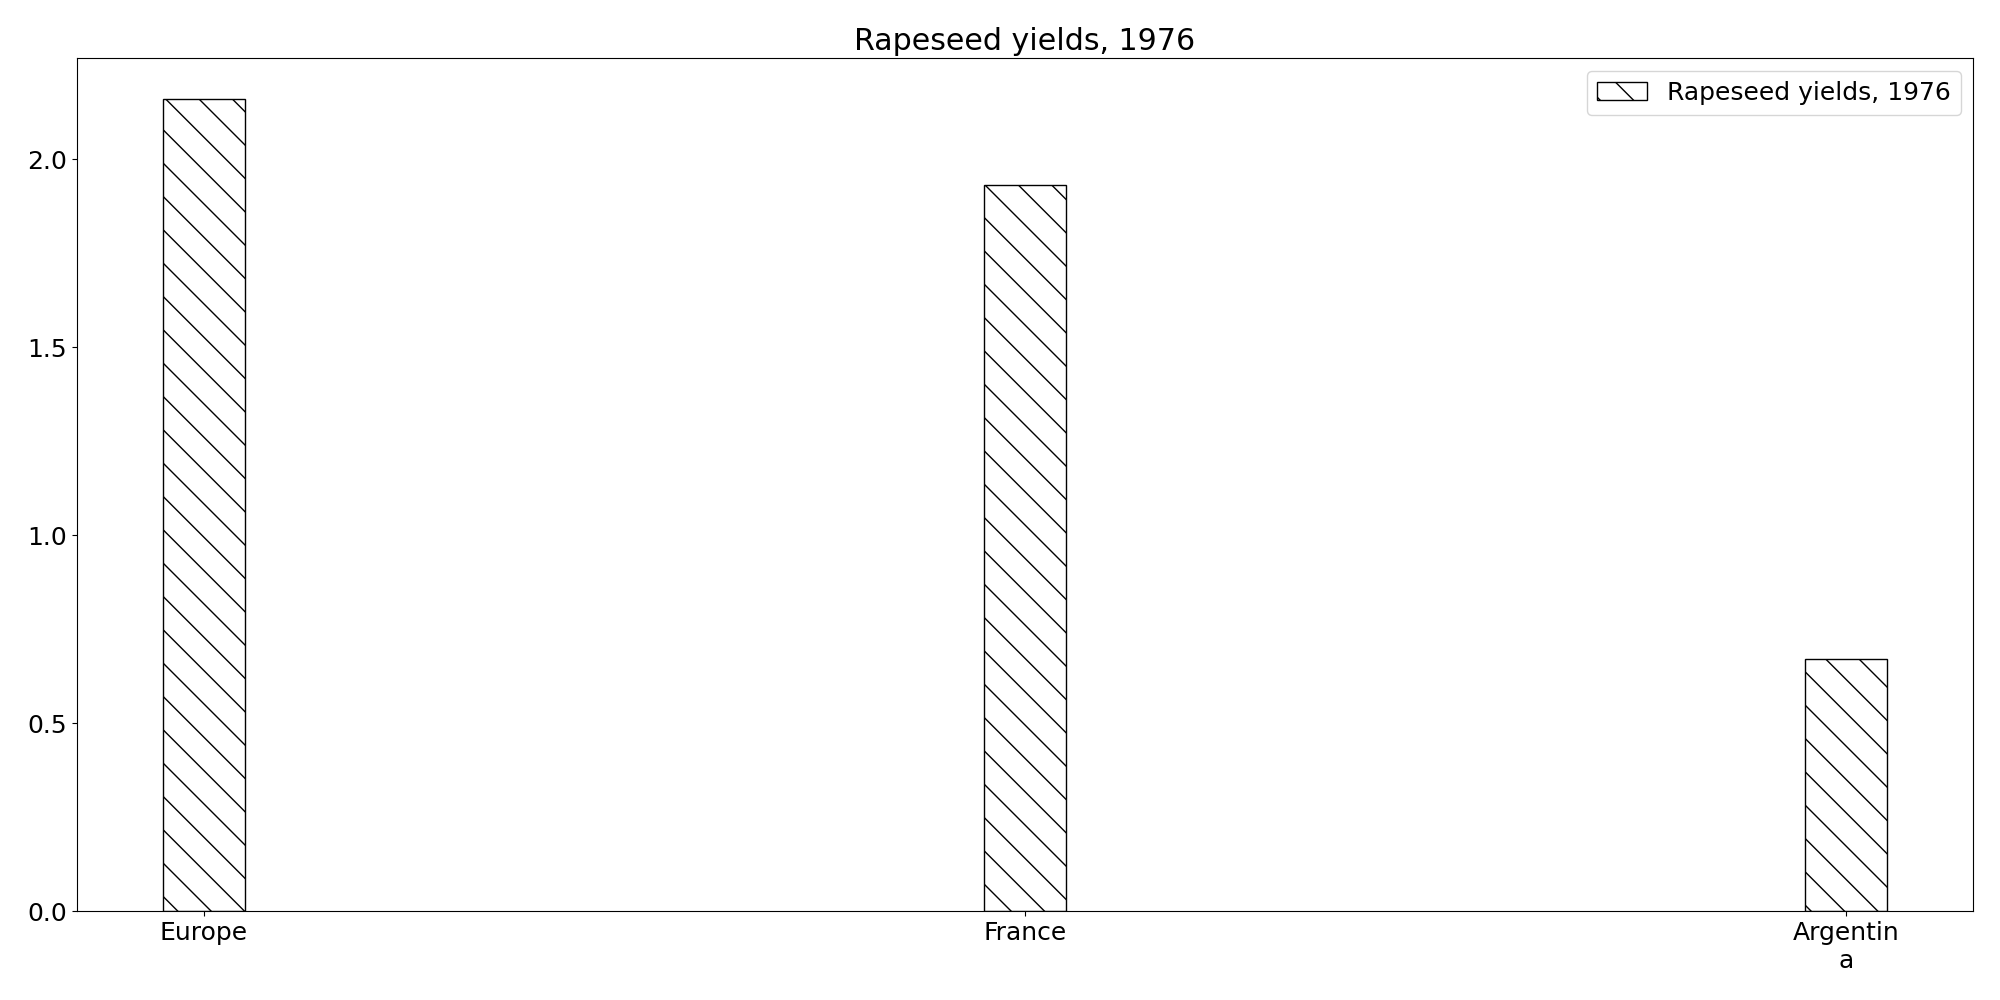 Rapeseed yields, 1976
Rapeseed yields, 1976
2.0
1.5
1.0
0.5
0.0
Europe
France
Argentin
a